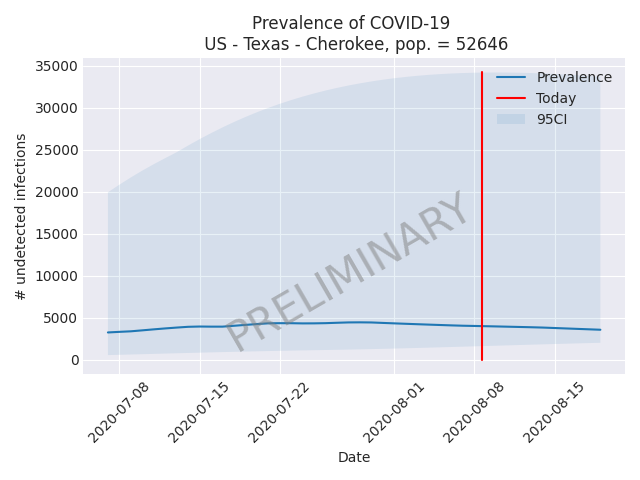 Prevalence of COVID-19
US - Texas - Cherokee, pop. = 52646
35000
30000
25000
20000
15000
10000
5000
0
# undetected infections
Prevalence
Today
95CI
PRELIMINARY
2020-07-08
2020-07-15
2020-07-22
2020-08-01
2020-08-08
2020-08-15
Date